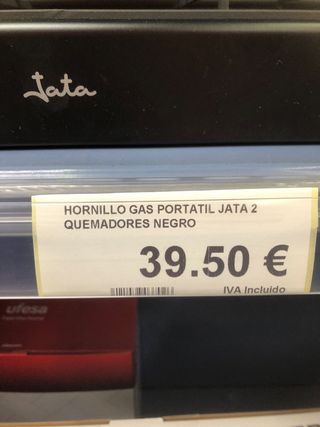 Jata
HORNILLO GAS PORTATIL JATA 2
QUEMADORES NEGRO
39.50 €
IVA Incluido
ufesa